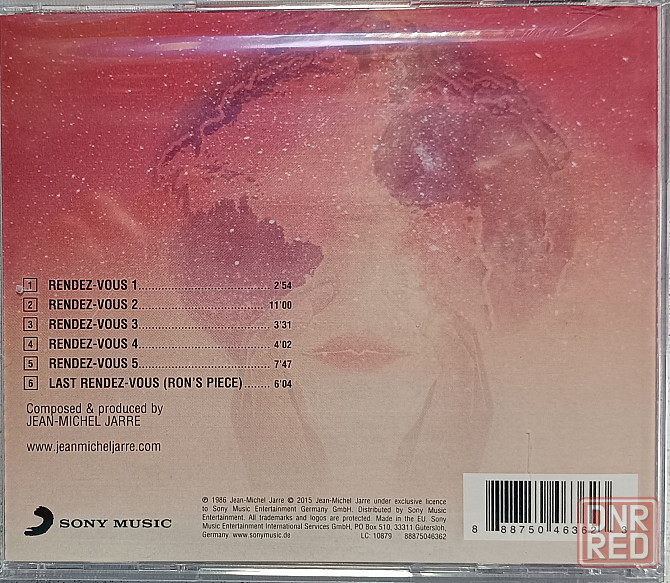 1 RENDEZ-VOUS 1 2'54
2 RENDEZ-VOUS 2 11'00
3 RENDEZ-VOUS 3 3'31
4 RENDEZ-VOUS 4 4'02
5 RENDEZ-VOUS 5 7'47
6 LAST RENDEZ-VOUS (RON'S PIECE) 6'04
Composed & produced by
JEAN-MICHEL JARRE
www.jeanmicheljarre.com
SONY MUSIC
℗ 1986 Jean-Michel Jarre © 2015 Jean-Michel Jarre under exclusive licence
to Sony Music Entertainment Germany GmbH. Distributed by Sony Music
Entertainment. All trademarks and logos are protected. Made in the EU. Sony
Music Entertainment International Services GmbH, PO Box 510, 33311 Gutersloh,
Germany www.sonymusic.de LC: 10879 88875046362
8 88750 46362 3
DNR
RED